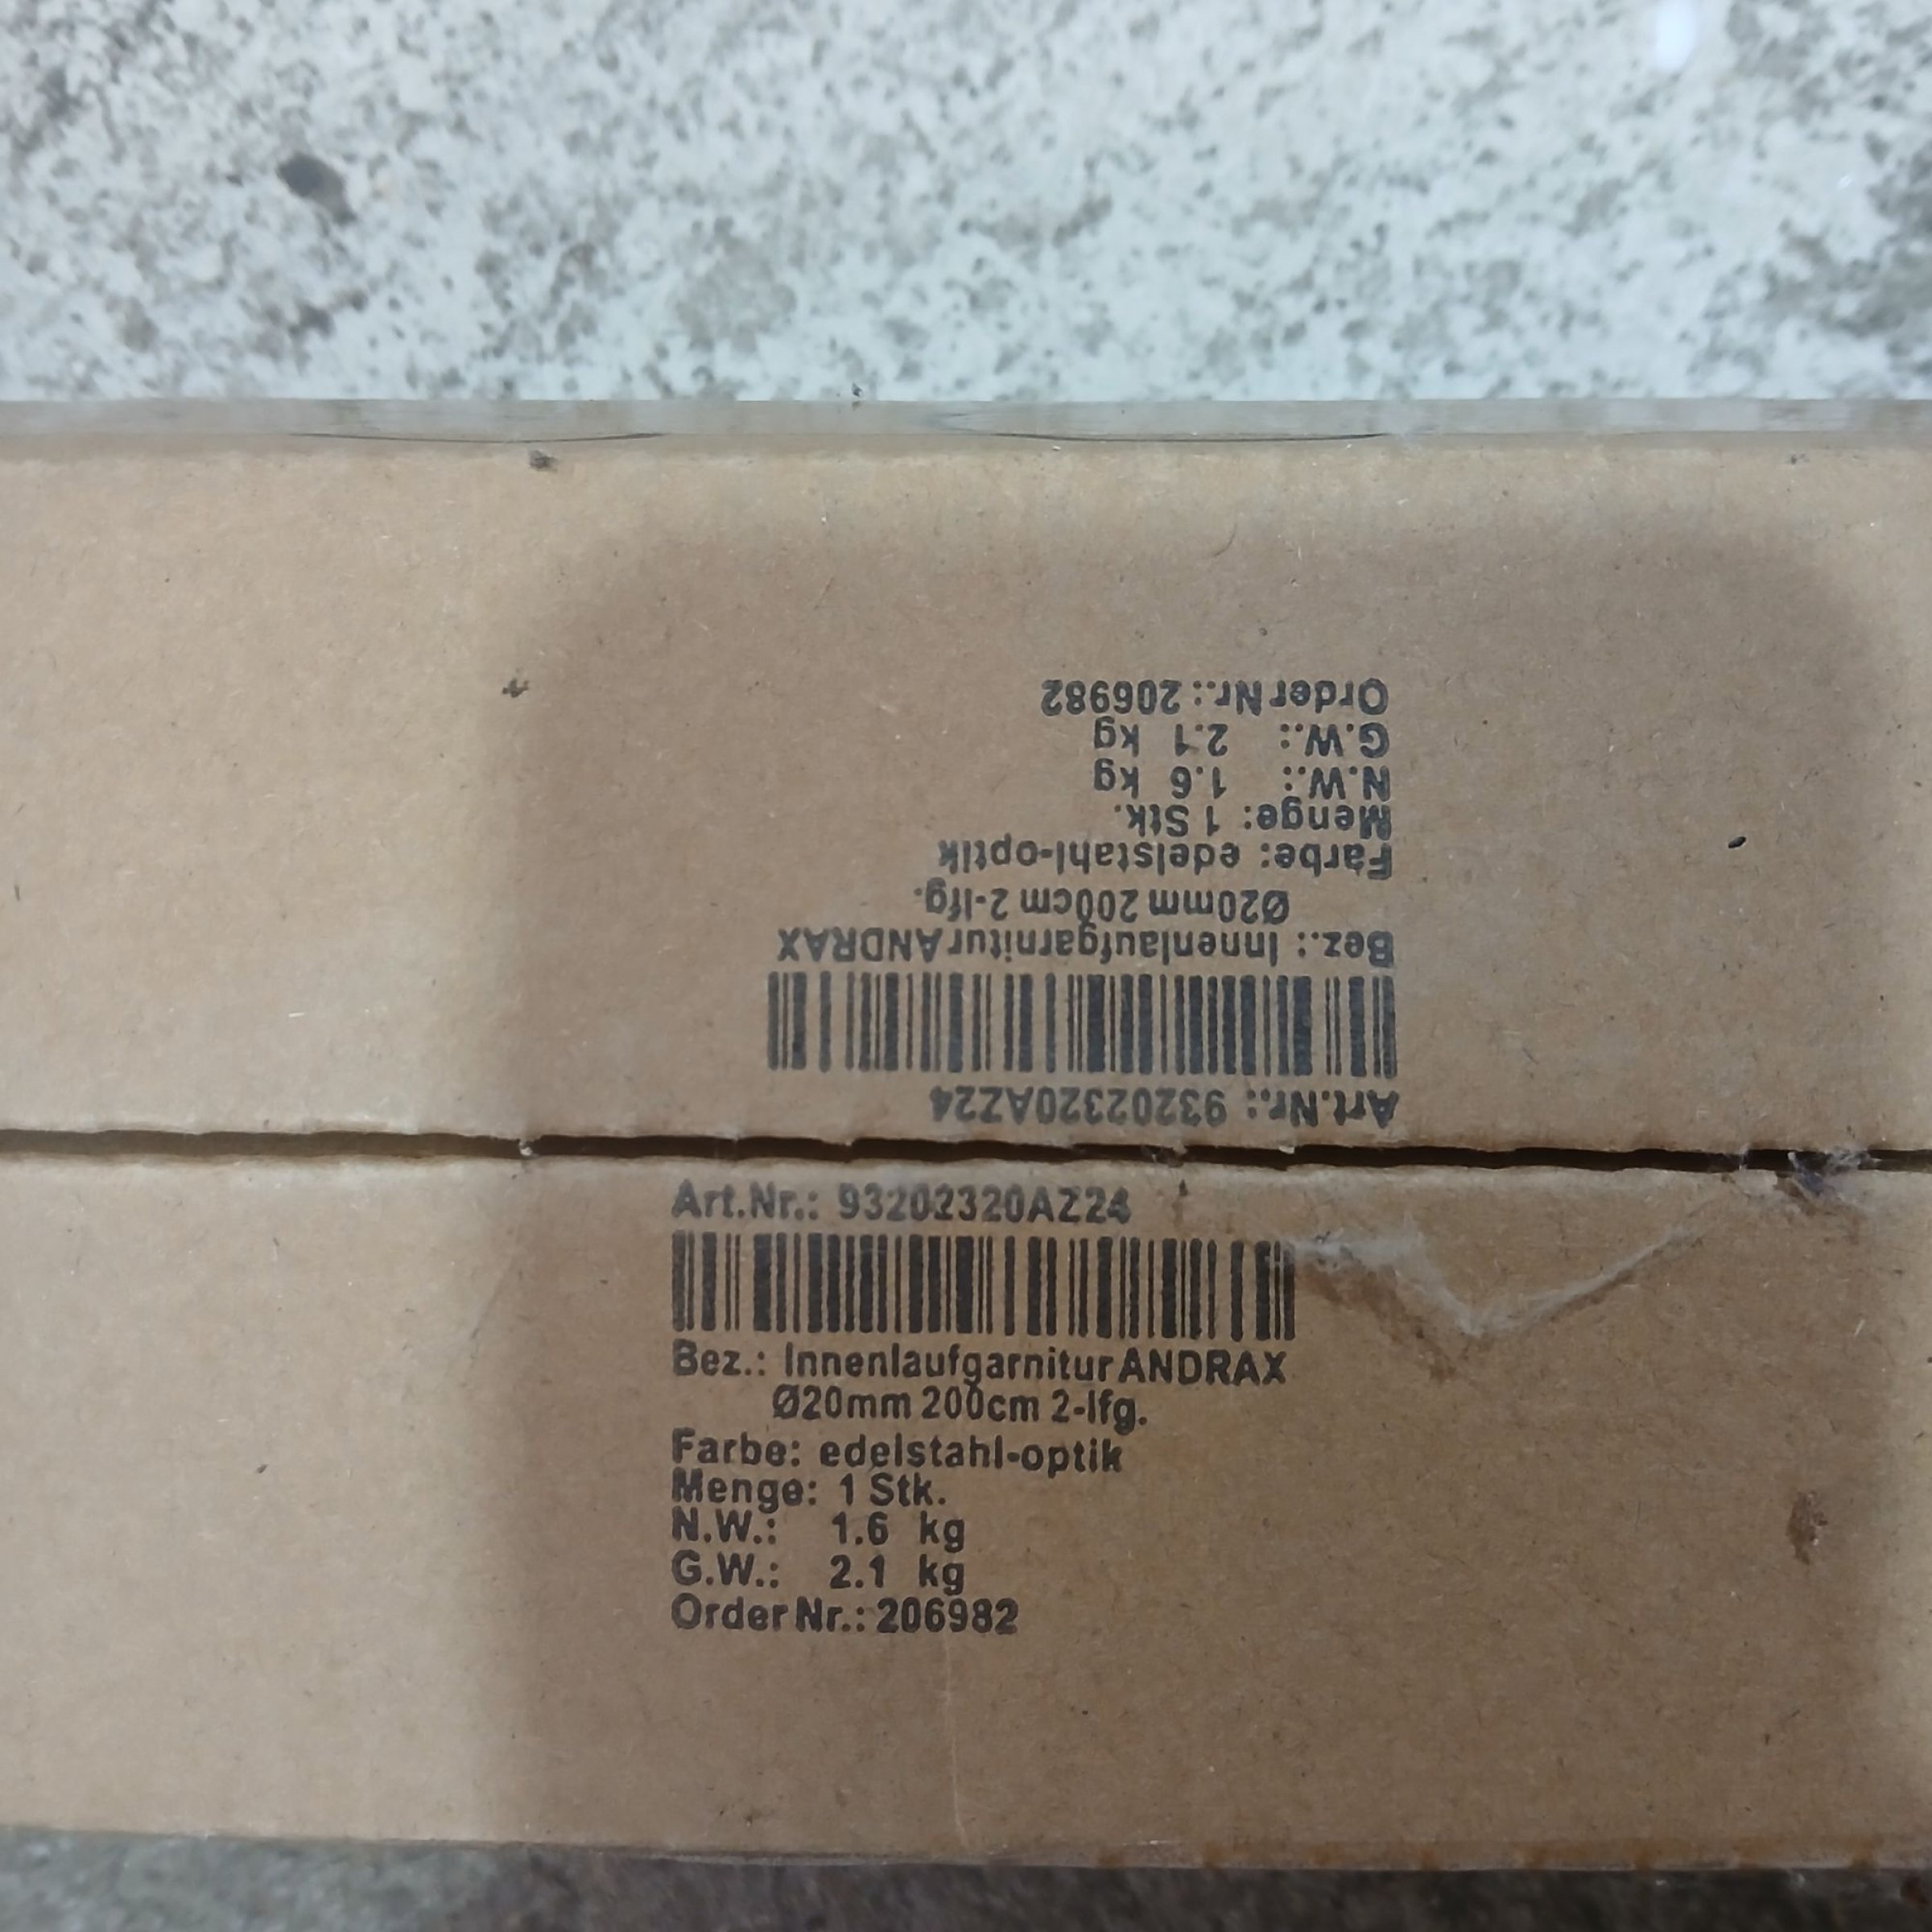 Order Nr.: 206982
G.W.: 2.1 kg
N.W.: 1.6 kg
Menge: 1 Stk.
Farbe: edelstahl-optik
Ø20mm 200cm 2-lfg.
Bez.: Innenlaufgarnitur ANDRAX
Art.Nr.: 93202320AZ24
Art.Nr.: 93202320AZ24
Bez.: Innenlaufgarnitur ANDRAX
Ø20mm 200cm 2-lfg.
Farbe: edelstahl-optik
Menge: 1 Stk.
N.W.: 1.6 kg
G.W.: 2.1 kg
Order Nr.: 206982